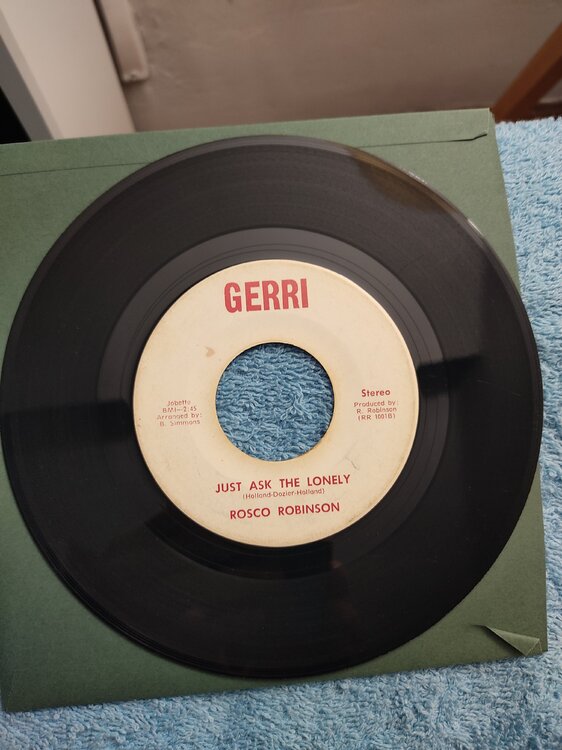 GERRI
Jobette
BMI—2:45
Arranged by:
B. Simmons
Stereo
Produced by:
R. Robinson
(RR 1001B)
JUST ASK THE LONELY
(Holland-Dozier-Holland)
ROSCO ROBINSON